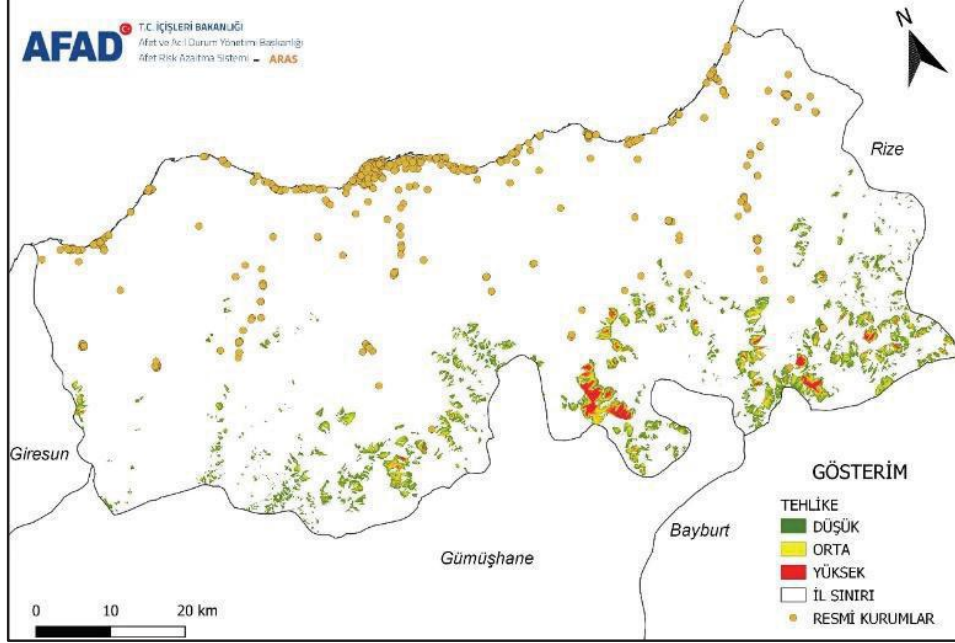 AFAD
T.C. İÇİŞLERİ BAKANLIĞI
Afet ve Acil Durum Yönetimi Başkanlığı
Afet Risk Azaltma Sistemi – ARAS
N
Rize
Giresun
Gümüşhane
Bayburt
GÖSTERİM
TEHLİKE
DÜŞÜK
ORTA
YÜKSEK
İL SINIRI
RESMİ KURUMLAR
0 10 20 km